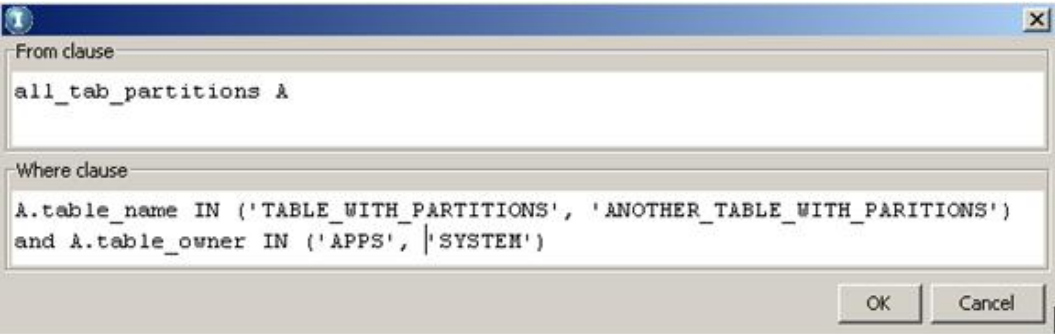 From clause
all_tab_partitions A
Where clause
A.table_name IN ('TABLE_WITH_PARTITIONS', 'ANOTHER_TABLE_WITH_PARITIONS')
and A.table_owner IN ('APPS', 'SYSTEM')
OK Cancel